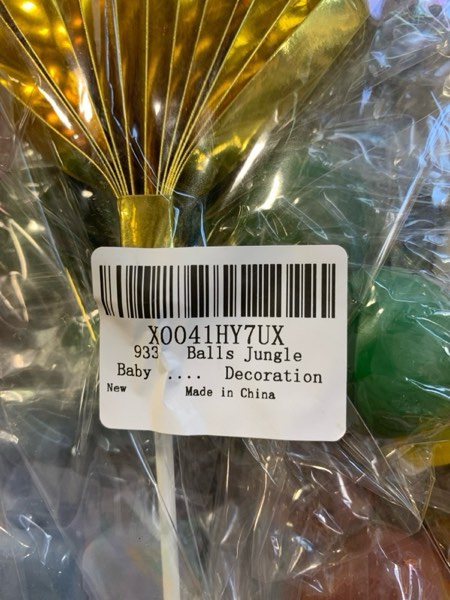 X0041HY7UX
933 Balls Jungle
Baby .... Decoration
New Made in China